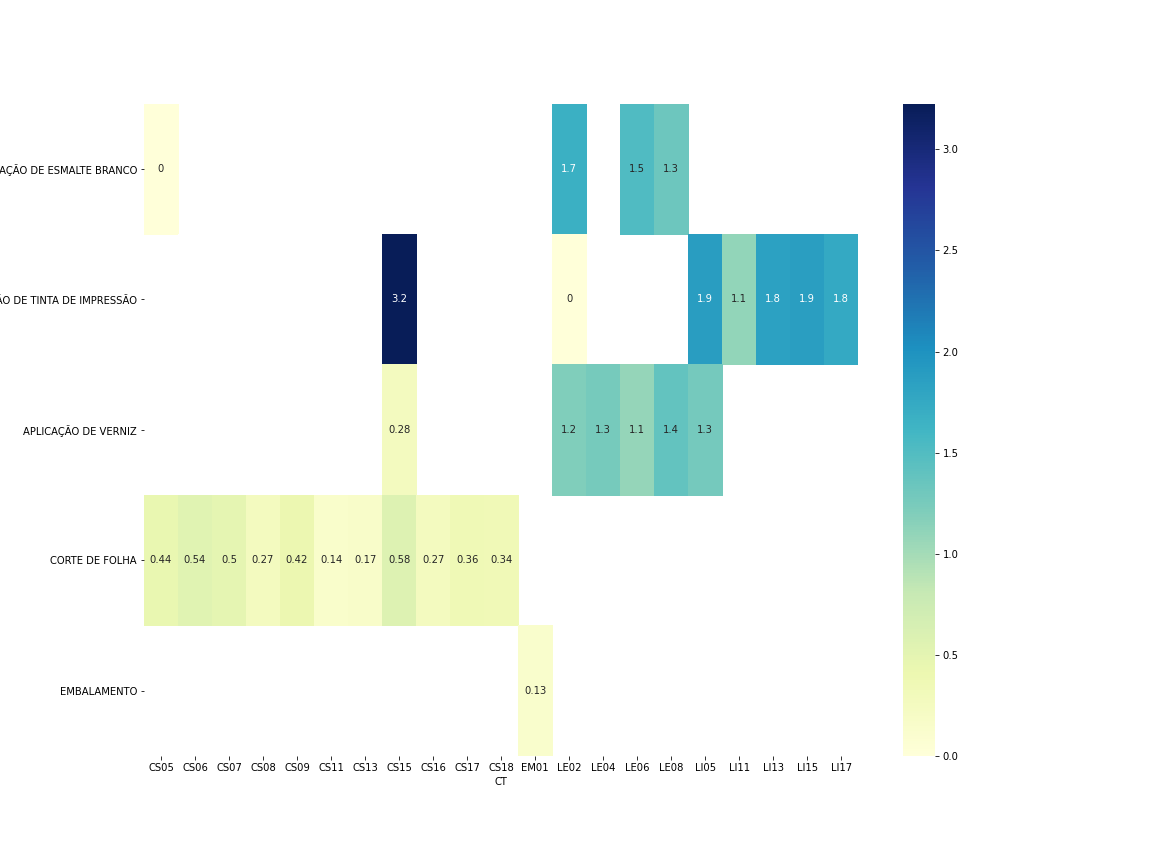 AÇÃO DE ESMALTE BRANCO
0 1.7 1.5 1.3
ÃO DE TINTA DE IMPRESSÃO
3.2 0 1.9 1.1 1.8 1.9 1.8
APLICAÇÃO DE VERNIZ
0.28 1.2 1.3 1.1 1.4 1.3
CORTE DE FOLHA
0.44 0.54 0.5 0.27 0.42 0.14 0.17 0.58 0.27 0.36 0.34
EMBALAMENTO
0.13
CS05 CS06 CS07 CS08 CS09 CS11 CS13 CS15 CS16 CS17 CS18 EM01 LE02 LE04 LE06 LE08 LI05 LI11 LI13 LI15 LI17
CT
3.0
2.5
2.0
1.5
1.0
0.5
0.0